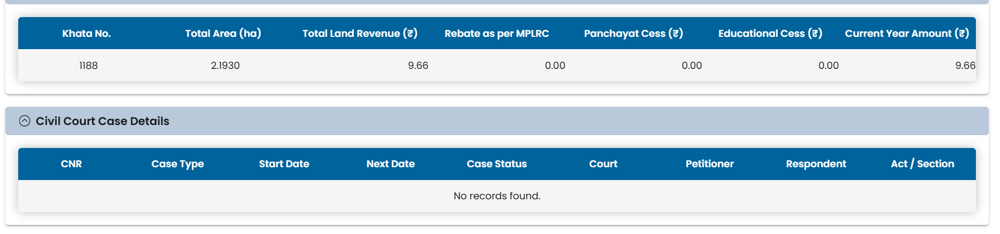 Khata No. Total Area (ha) Total Land Revenue (₹) Rebate as per MPLRC Panchayat Cess (₹) Educational Cess (₹) Current Year Amount (₹)
1188 2.1930 9.66 0.00 0.00 0.00 9.66
Civil Court Case Details
CNR Case Type Start Date Next Date Case Status Court Petitioner Respondent Act / Section
No records found.